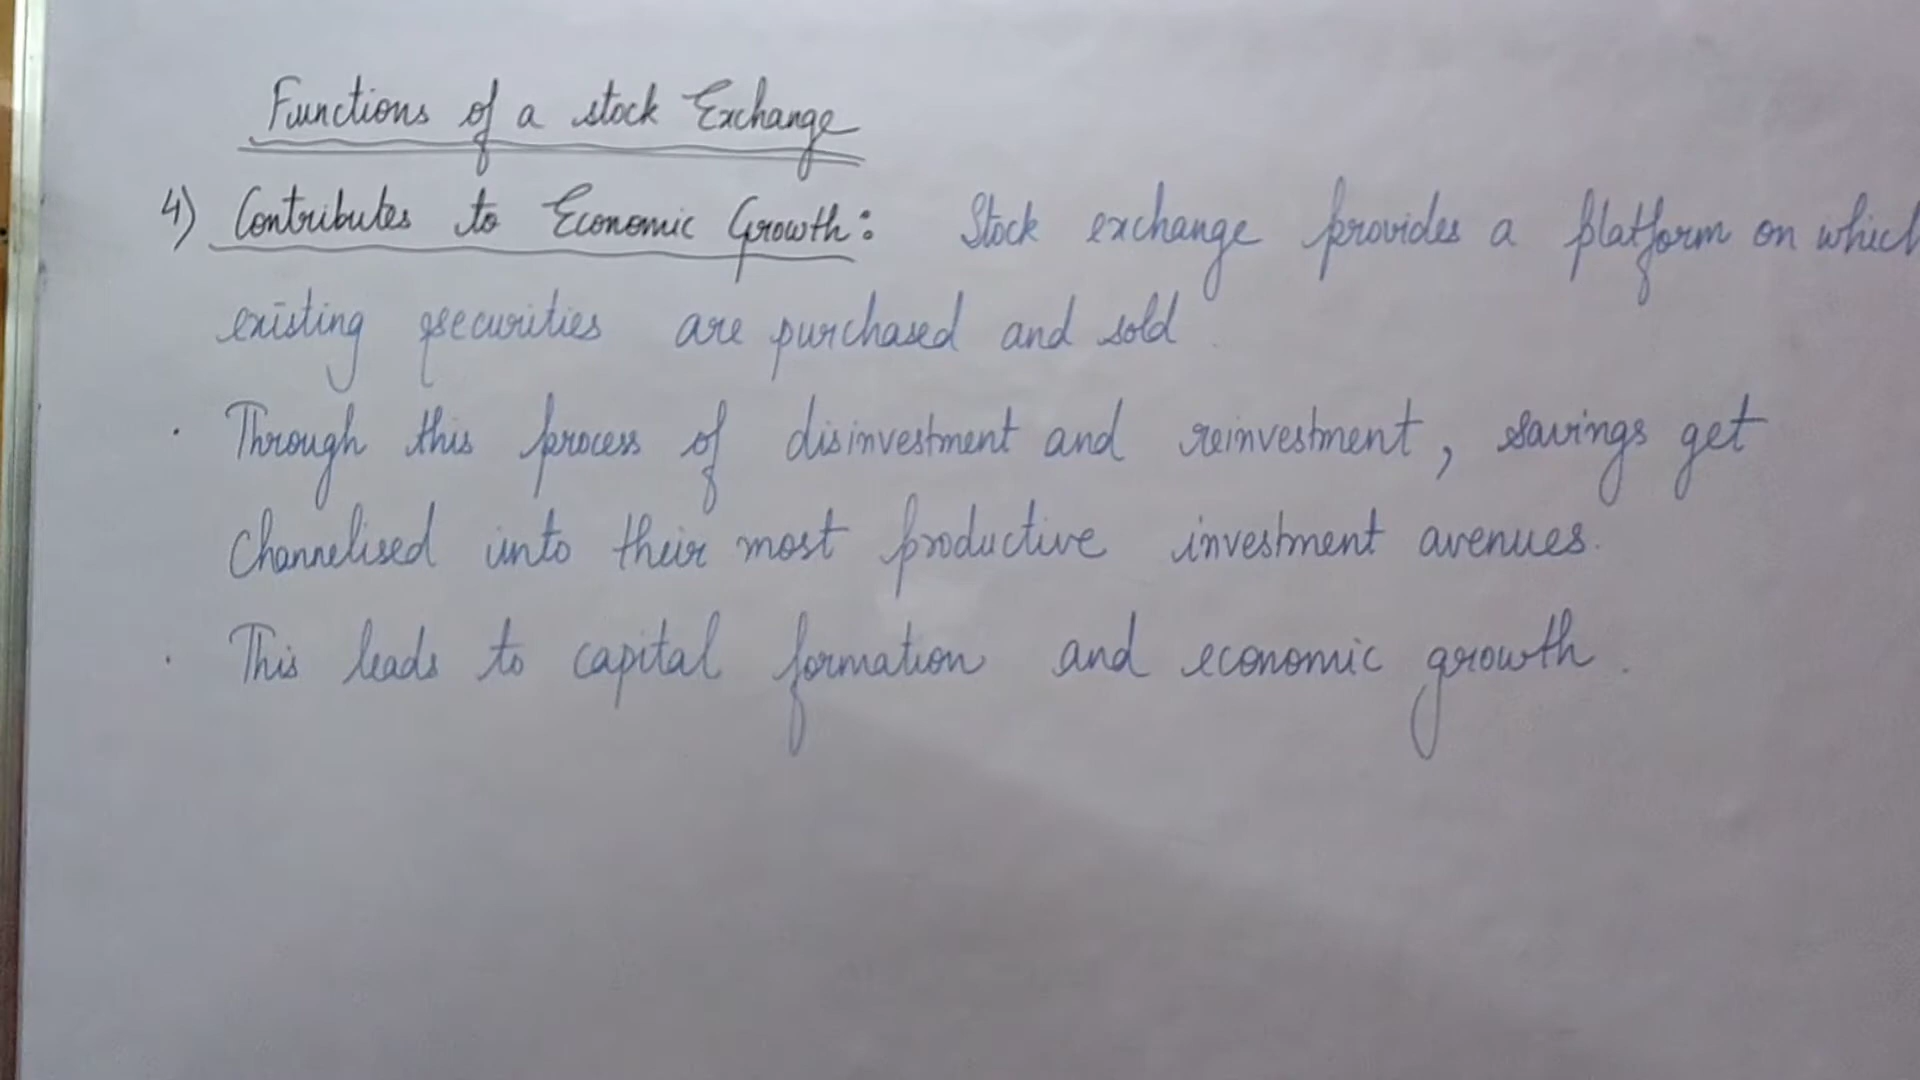 Functions of a stock Exchange
4) Contributes to Economic Growth: Stock exchange provides a platform on which
existing securities are purchased and sold
· Through this process of disinvestment and reinvestment, savings get
Channelised into their most productive investment avenues.
· This leads to capital formation and economic growth.